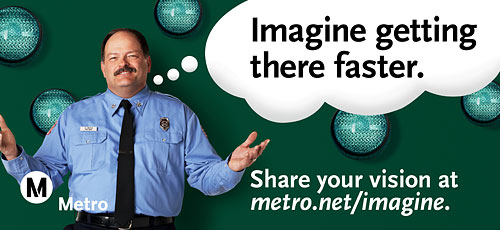 Imagine getting
there faster.
Share your vision at
metro.net/imagine.
M
Metro